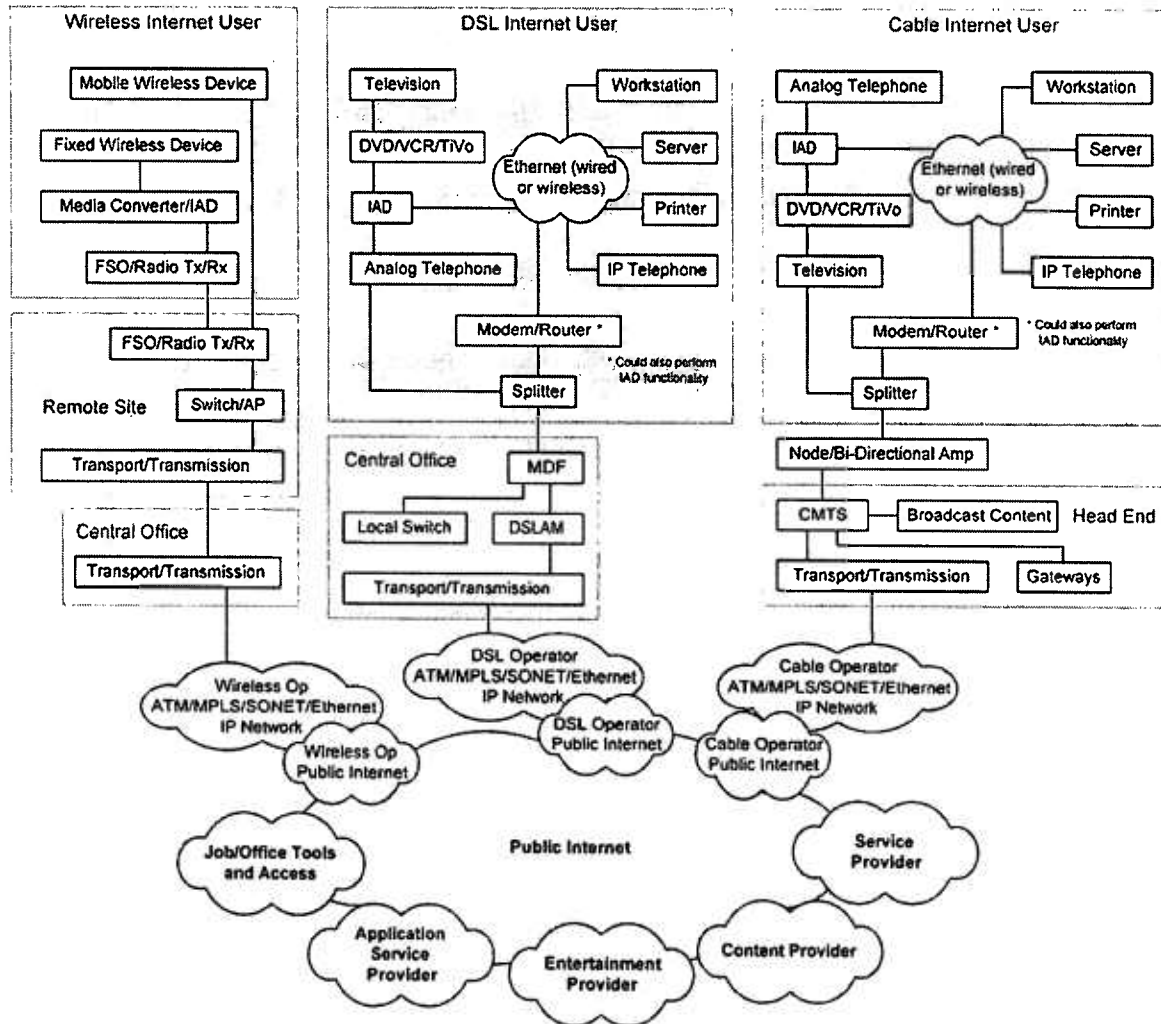 Wireless Internet User
Mobile Wireless Device
Fixed Wireless Device
Media Converter/IAD
FSO/Radio Tx/Rx
FSO/Radio Tx/Rx
Remote Site
Switch/AP
Transport/Transmission
Central Office
Transport/Transmission
DSL Internet User
Television
Workstation
DVD/VCR/TiVo
Ethernet (wired
or wireless)
Server
IAD
Printer
Analog Telephone
IP Telephone
Modem/Router *
* Could also perform
IAD functionality
Splitter
Central Office
MDF
Local Switch
DSLAM
Transport/Transmission
Cable Internet User
Analog Telephone
Workstation
IAD
Ethernet (wired
or wireless)
Server
DVD/VCR/TiVo
Printer
Television
IP Telephone
Modem/Router *
* Could also perform
IAD functionality
Splitter
Node/Bi-Directional Amp
CMTS
Broadcast Content
Head End
Transport/Transmission
Gateways
Wireless Op
ATM/MPLS/SONET/Ethernet
IP Network
DSL Operator
ATM/MPLS/SONET/Ethernet
IP Network
Cable Operator
ATM/MPLS/SONET/Ethernet
IP Network
Wireless Op
Public Internet
DSL Operator
Public Internet
Cable Operator
Public Internet
Job/Office Tools
and Access
Public Internet
Service
Provider
Application
Service
Provider
Entertainment
Provider
Content Provider